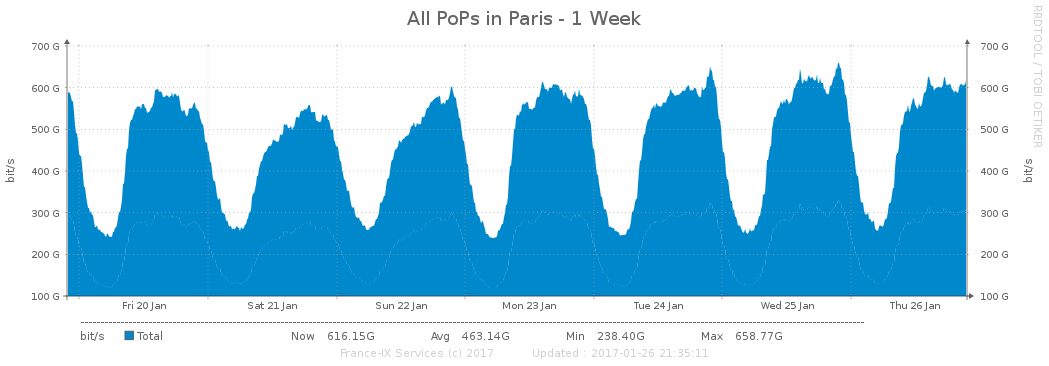 All PoPs in Paris - 1 Week
RRDTOOL / TOBI OETIKER
700 G 700 G
600 G 600 G
500 G 500 G
400 G 400 G
300 G 300 G
200 G 200 G
100 G 100 G
bit/s
bit/s
Fri 20 Jan Sat 21 Jan Sun 22 Jan Mon 23 Jan Tue 24 Jan Wed 25 Jan Thu 26 Jan
bit/s Total Now 616.15G Avg 463.14G Min 238.40G Max 658.77G
France-IX Services (c) 2017 Updated : 2017-01-26 21:35:11